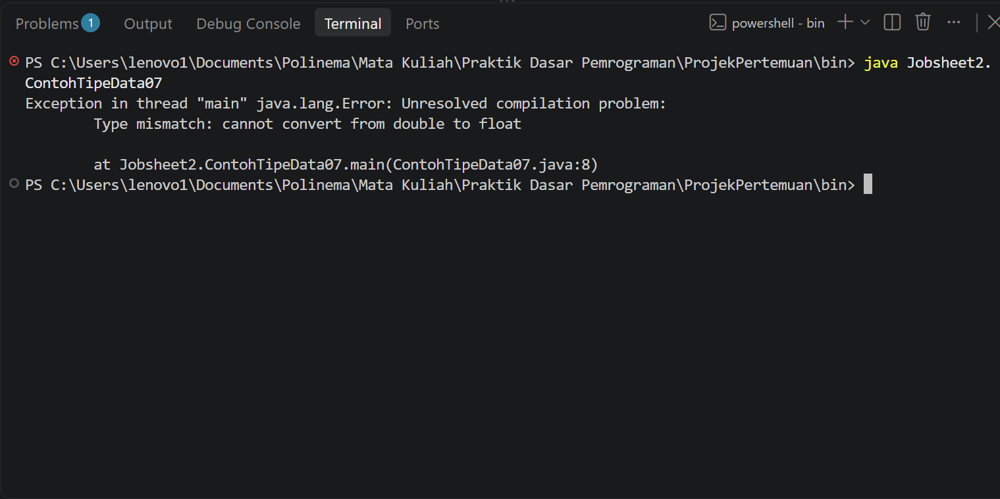 Problems 1 Output Debug Console Terminal Ports powershell - bin
PS C:\Users\lenovo1\Documents\Polinema\Mata Kuliah\Praktik Dasar Pemrograman\ProjekPertemuan\bin> java Jobsheet2.
ContohTipeData07
Exception in thread "main" java.lang.Error: Unresolved compilation problem:
        Type mismatch: cannot convert from double to float
        at Jobsheet2.ContohTipeData07.main(ContohTipeData07.java:8)
PS C:\Users\lenovo1\Documents\Polinema\Mata Kuliah\Praktik Dasar Pemrograman\ProjekPertemuan\bin>